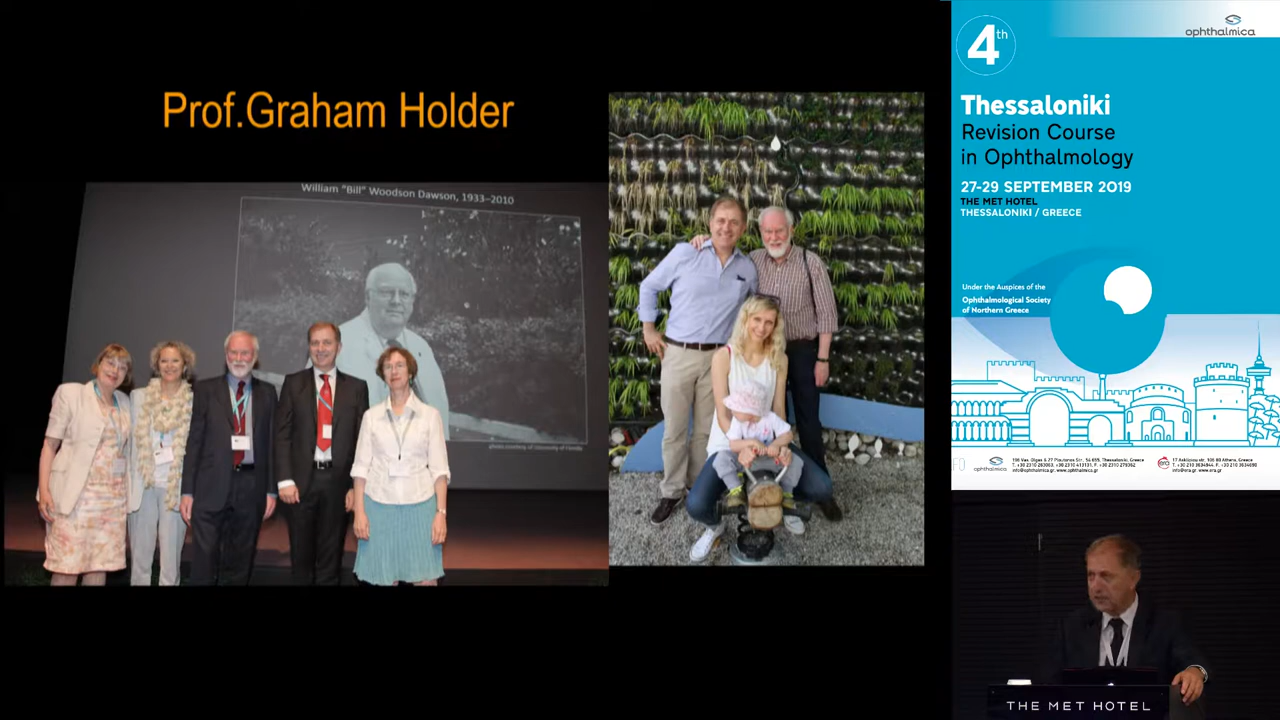 Prof.Graham Holder
William "Bill" Woodson Dawson, 1933–2010
4th
ophthalmica
Thessaloniki
Revision Course
in Ophthalmology
27-29 SEPTEMBER 2019
THE MET HOTEL
THESSALONIKI / GREECE
Under the Auspices of the
Ophthalmological Society
of Northern Greece
ophthalmica
THE MET HOTEL